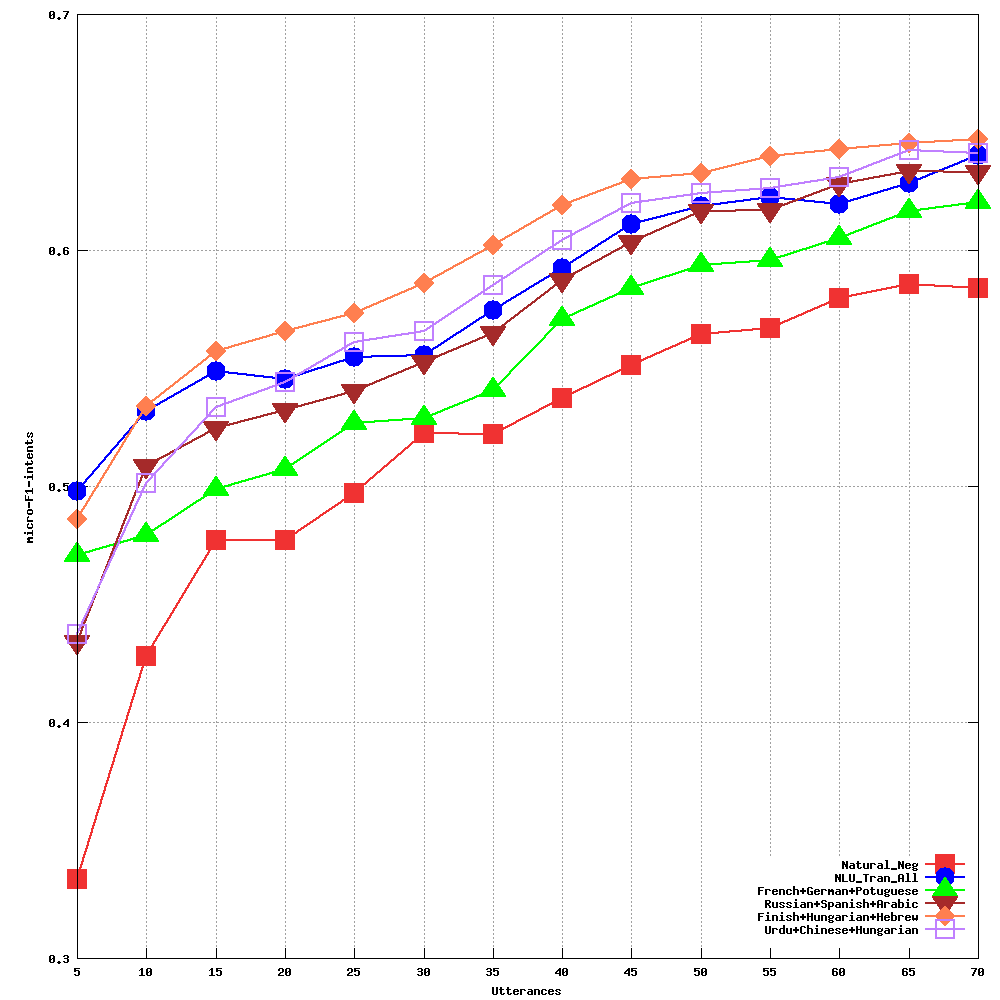 0.7
0.6
0.5
0.4
0.3
micro-F1-intents
Natural_Neg
NLU_Tran_All
French+German+Potuguese
Russian+Spanish+Arabic
Finish+Hungarian+Hebrew
Urdu+Chinese+Hungarian
5 10 15 20 25 30 35 40 45 50 55 60 65 70
Utterances